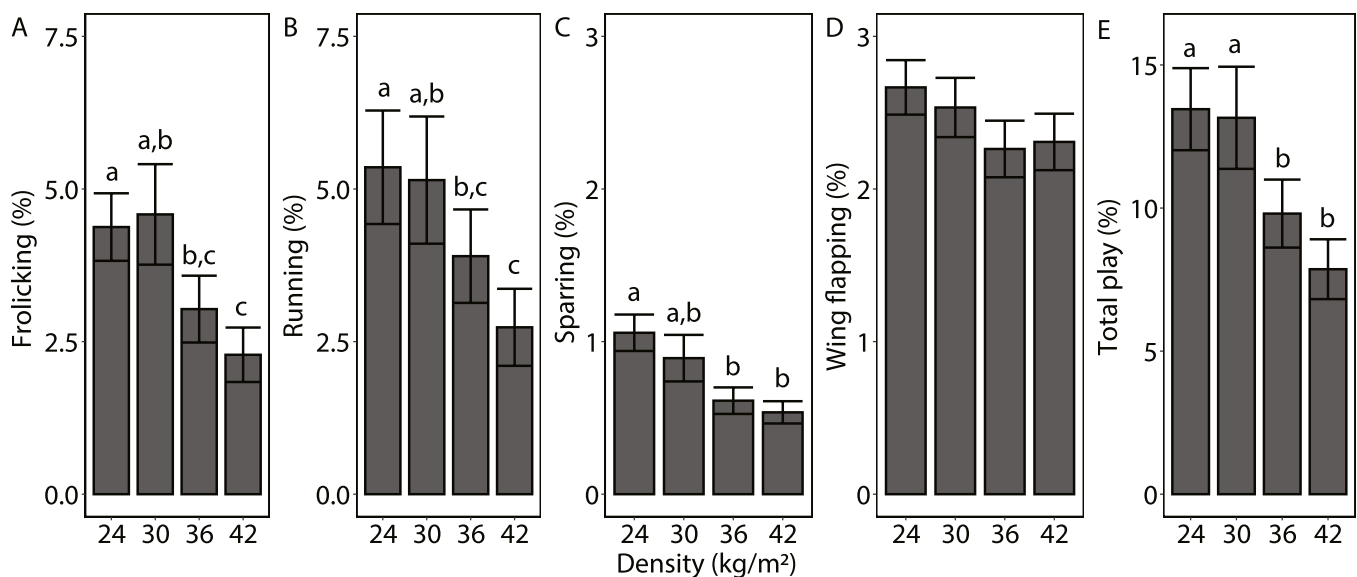 A
Frolicking (%)
7.5
5.0
2.5
0.0
a
a,b
b,c
c
24 30 36 42
B
Running (%)
7.5
5.0
2.5
0.0
a
a,b
b,c
c
24 30 36 42
C
Sparring (%)
3
2
1
0
a
a,b
b
b
24 30 36 42
D
Wing flapping (%)
3
2
1
0
24 30 36 42
E
Total play (%)
15
10
5
0
a
a
b
b
24 30 36 42
Density (kg/m²)